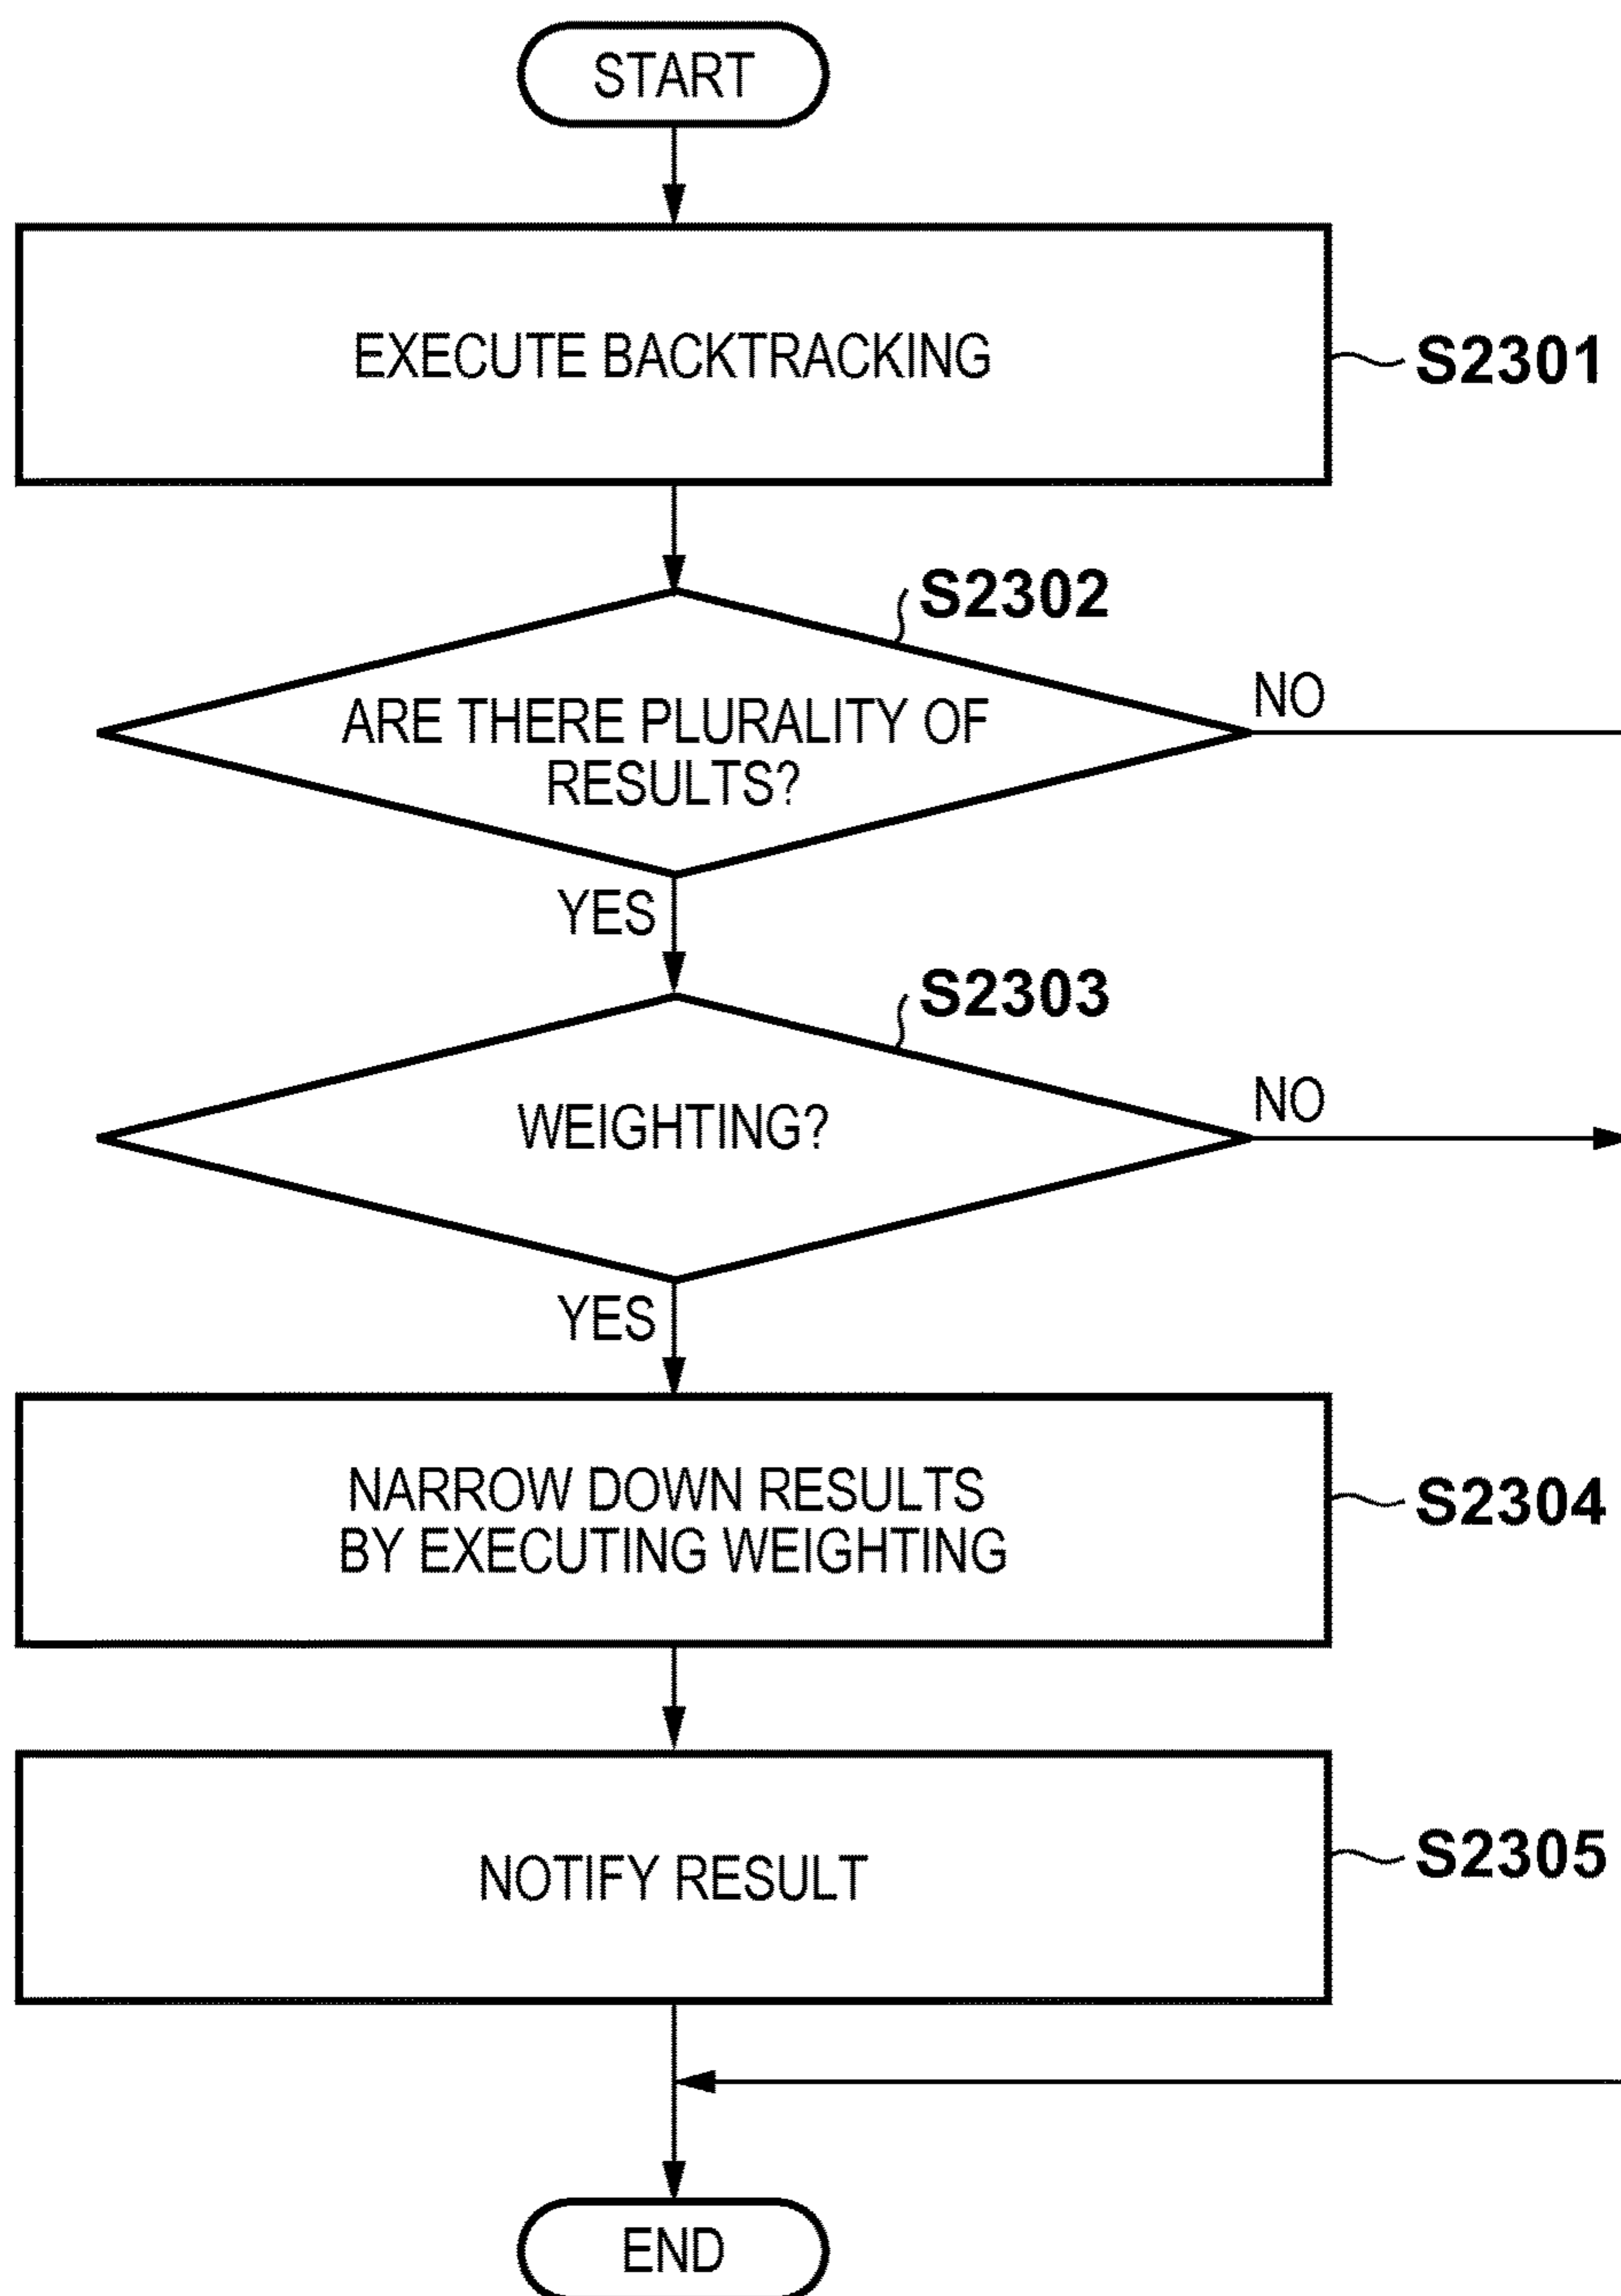 START
EXECUTE BACKTRACKING
S2301
S2302
ARE THERE PLURALITY OF
RESULTS?
NO
YES
S2303
WEIGHTING?
NO
YES
NARROW DOWN RESULTS
BY EXECUTING WEIGHTING
S2304
NOTIFY RESULT
S2305
END